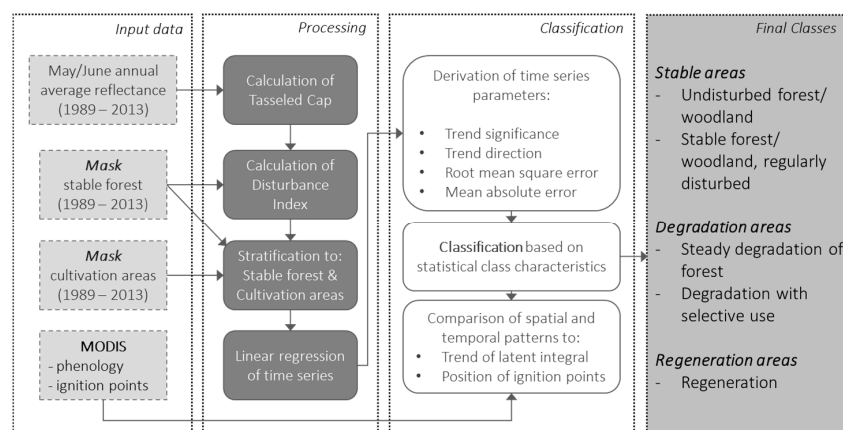 Input data
May/June annual
average reflectance
(1989 – 2013)
Mask
stable forest
(1989 – 2013)
Mask
cultivation areas
(1989 – 2013)
MODIS
- phenology
- ignition points
Processing
Calculation of
Tasseled Cap
Calculation of
Disturbance
Index
Stratification to:
Stable forest &
Cultivation areas
Linear regression
of time series
Classification
Derivation of time series
parameters:
• Trend significance
• Trend direction
• Root mean square error
• Mean absolute error
Classification based on
statistical class characteristics
Comparison of spatial and
temporal patterns to:
• Trend of latent integral
• Position of ignition points
Final Classes
Stable areas
- Undisturbed forest/
woodland
- Stable forest/
woodland, regularly
disturbed
Degradation areas
- Steady degradation of
forest
- Degradation with
selective use
Regeneration areas
- Regeneration